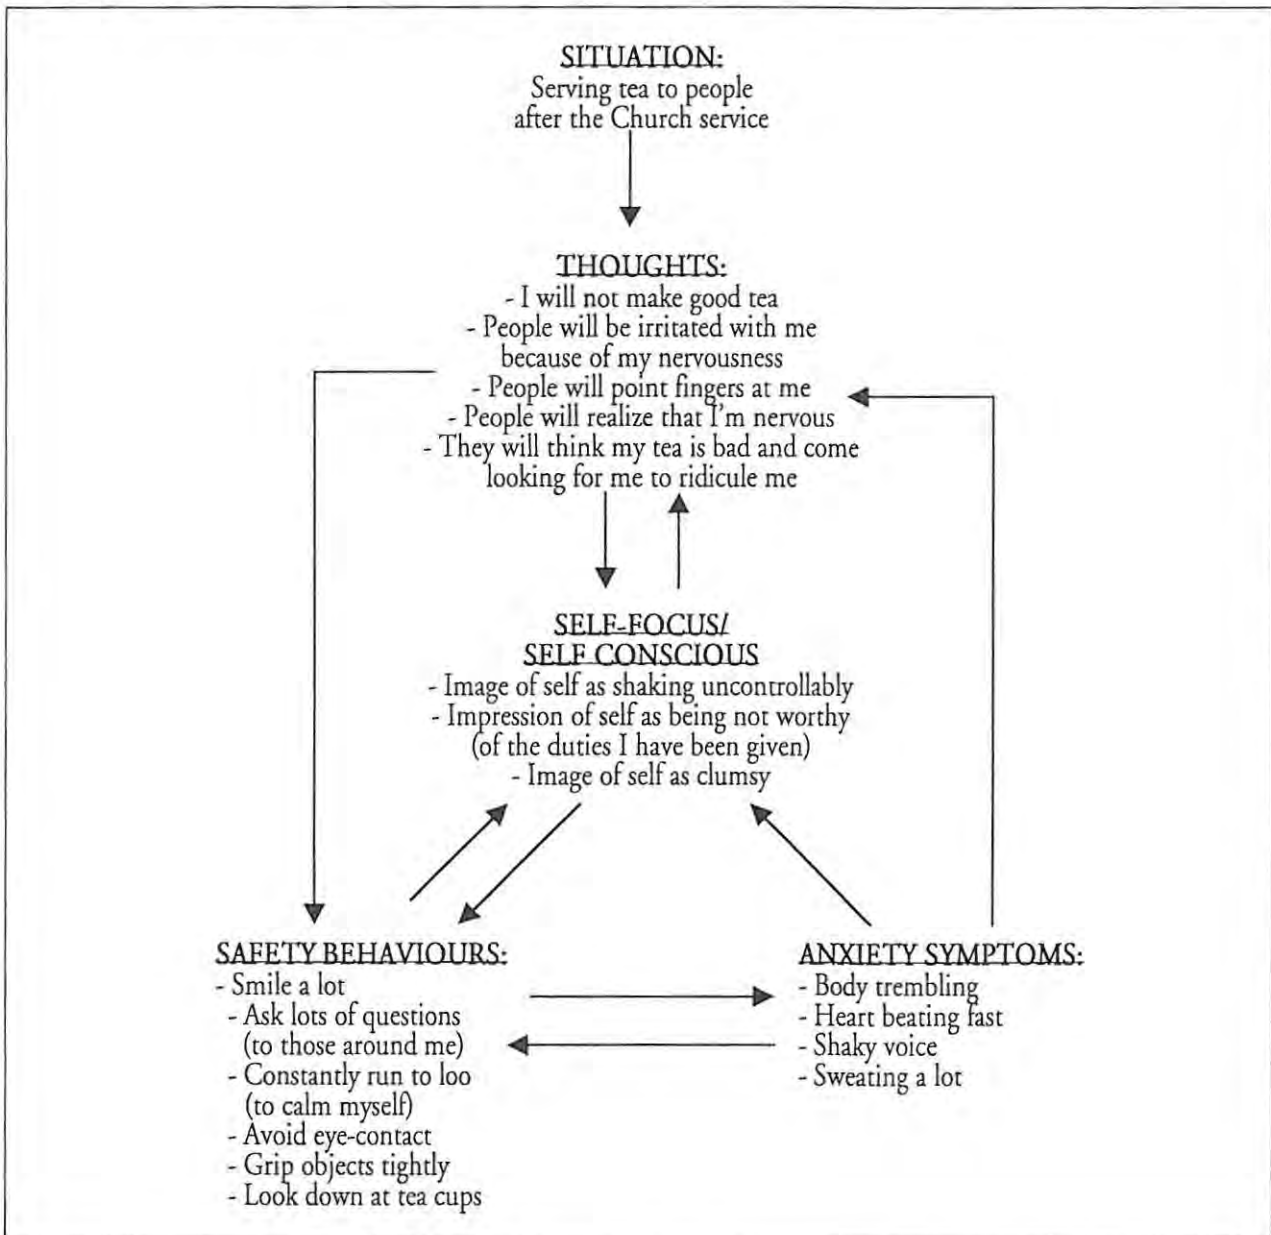 SITUATION:
Serving tea to people
after the Church service
THOUGHTS:
- I will not make good tea
- People will be irritated with me
because of my nervousness
- People will point fingers at me
- People will realize that I'm nervous
- They will think my tea is bad and come
looking for me to ridicule me
SELF-FOCUS/
SELF CONSCIOUS
- Image of self as shaking uncontrollably
- Impression of self as being not worthy
(of the duties I have been given)
- Image of self as clumsy
SAFETY BEHAVIOURS:
- Smile a lot
- Ask lots of questions
(to those around me)
- Constantly run to loo
(to calm myself)
- Avoid eye-contact
- Grip objects tightly
- Look down at tea cups
ANXIETY SYMPTOMS:
- Body trembling
- Heart beating fast
- Shaky voice
- Sweating a lot